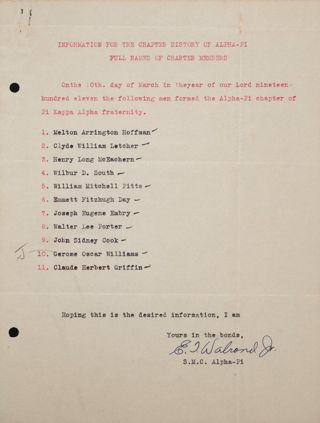 INFORMATION FOR THE CHAPTER HISTORY OF ALPHA-PI
FULL NAMES OF CHARTER MEMBERS
Onthe 10th. day of March in theyear of our Lord nineteen-
hundred eleven the following men formed the Alpha-Pi chapter of
Pi Kappa Alpha fraternity.
1. Melton Arrington Hoffman
2. Clyde William Letcher
3. Henry Long McEachern
4. Wilbur D. South
5. William Mitchell Pitts
6. Emmett Fitzhugh Day
7. Joseph Eugene Embry
8. Walter Lee Porter
9. John Sidney Cook
J 10. Gerome Oscar Williams
11. Claude Herbert Griffin
Hoping this is the desired information, I am
Yours in the bonds,
E. T. Walrond Jr.
S.M.C. Alpha-Pi